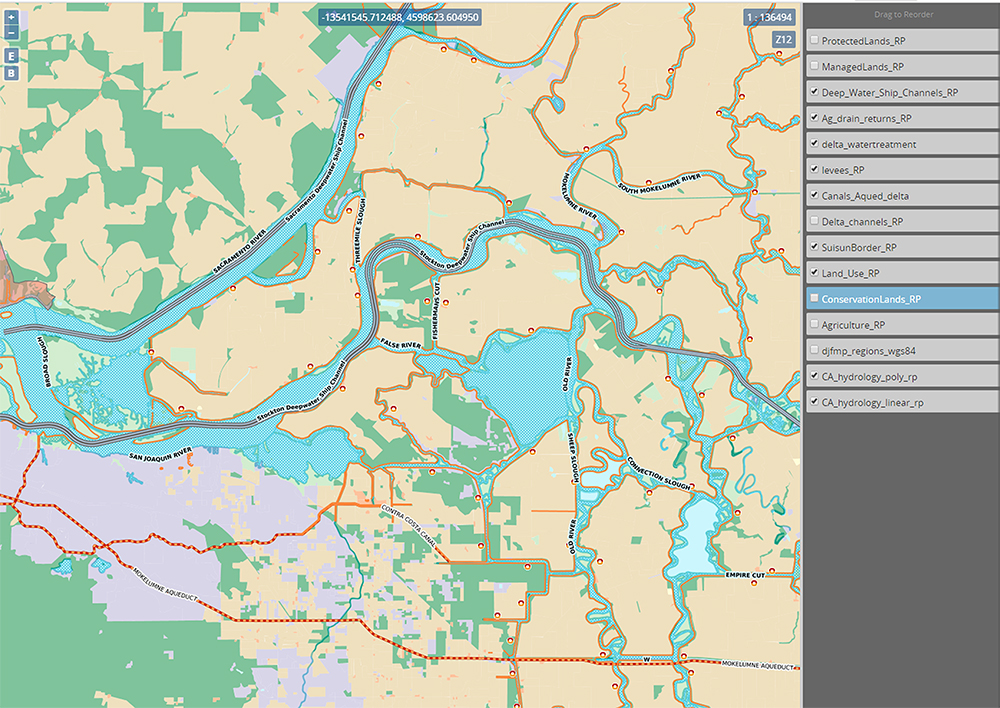 +
-13541545.712488, 4598623.604950
1 : 136494
Drag to Reorder
−
Z12
E
B
ProtectedLands_RP
ManagedLands_RP
Deep_Water_Ship_Channels_RP
Ag_drain_returns_RP
delta_watertreatment
levees_RP
Canals_Aqued_delta
Delta_channels_RP
SuisunBorder_RP
Land_Use_RP
ConservationLands_RP
Agriculture_RP
djfmp_regions_wgs84
CA_hydrology_poly_rp
CA_hydrology_linear_rp
Sacramento Deepwater Ship Channel
SACRAMENTO RIVER
THREEMILE SLOUGH
MOKELUMNE RIVER
SOUTH MOKELUMNE RIVER
Stockton Deepwater Ship Channel
FISHERMANS CUT
BROAD SLOUGH
FALSE RIVER
OLD RIVER
Stockton Deepwater Ship Channel
SAN JOAQUIN RIVER
SHEEP SLOUGH
CONNECTION SLOUGH
CONTRA COSTA CANAL
OLD RIVER
MOKELUMNE AQUEDUCT
EMPIRE CUT
W
MOKELUMNE AQUEDUCT